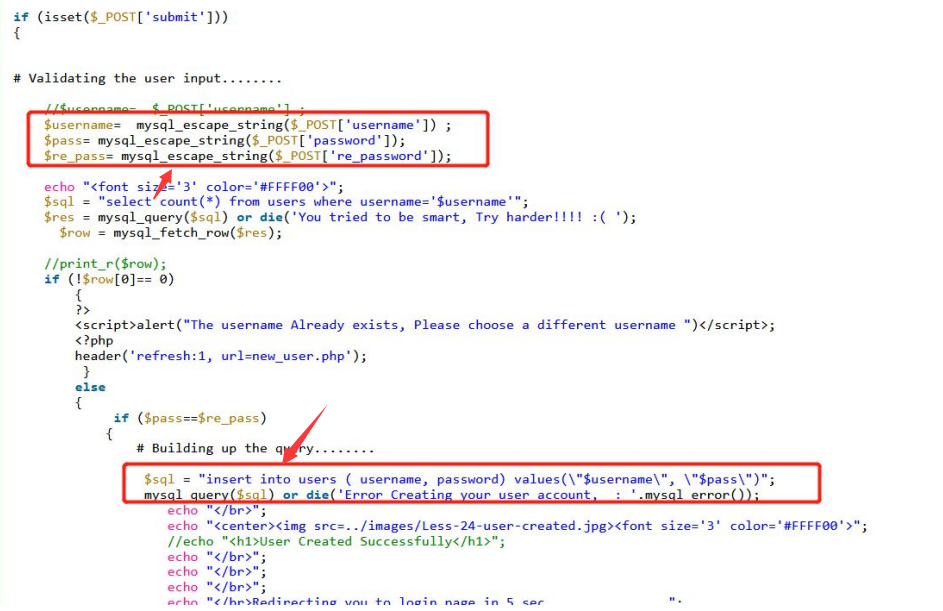 if (isset($_POST['submit']))
{
# Validating the user input........
//$username=  $_POST['username'] ;
$username=  mysql_escape_string($_POST['username']) ;
$pass= mysql_escape_string($_POST['password']);
$re_pass= mysql_escape_string($_POST['re_password']);
echo "<font size='3' color='#FFFF00'>";
$sql = "select count(*) from users where username='$username'";
$res = mysql_query($sql) or die('You tried to be smart, Try harder!!!! :( ');
$row = mysql_fetch_row($res);
//print_r($row);
if (!$row[0]== 0)
{
?>
<script>alert("The username Already exists, Please choose a different username ")</script>;
<?php
header('refresh:1, url=new_user.php');
}
else
{
if ($pass==$re_pass)
{
# Building up the query........
$sql = "insert into users ( username, password) values(\"$username\", \"$pass\")";
mysql_query($sql) or die('Error Creating your user account,  : '.mysql_error());
echo "</br>";
echo "<center><img src=../images/Less-24-user-created.jpg><font size='3' color='#FFFF00'>";
//echo "<h1>User Created Successfully</h1>";
echo "</br>";
echo "</br>";
echo "</br>";
echo "</br>Redirecting you to login page in 5 sec................";